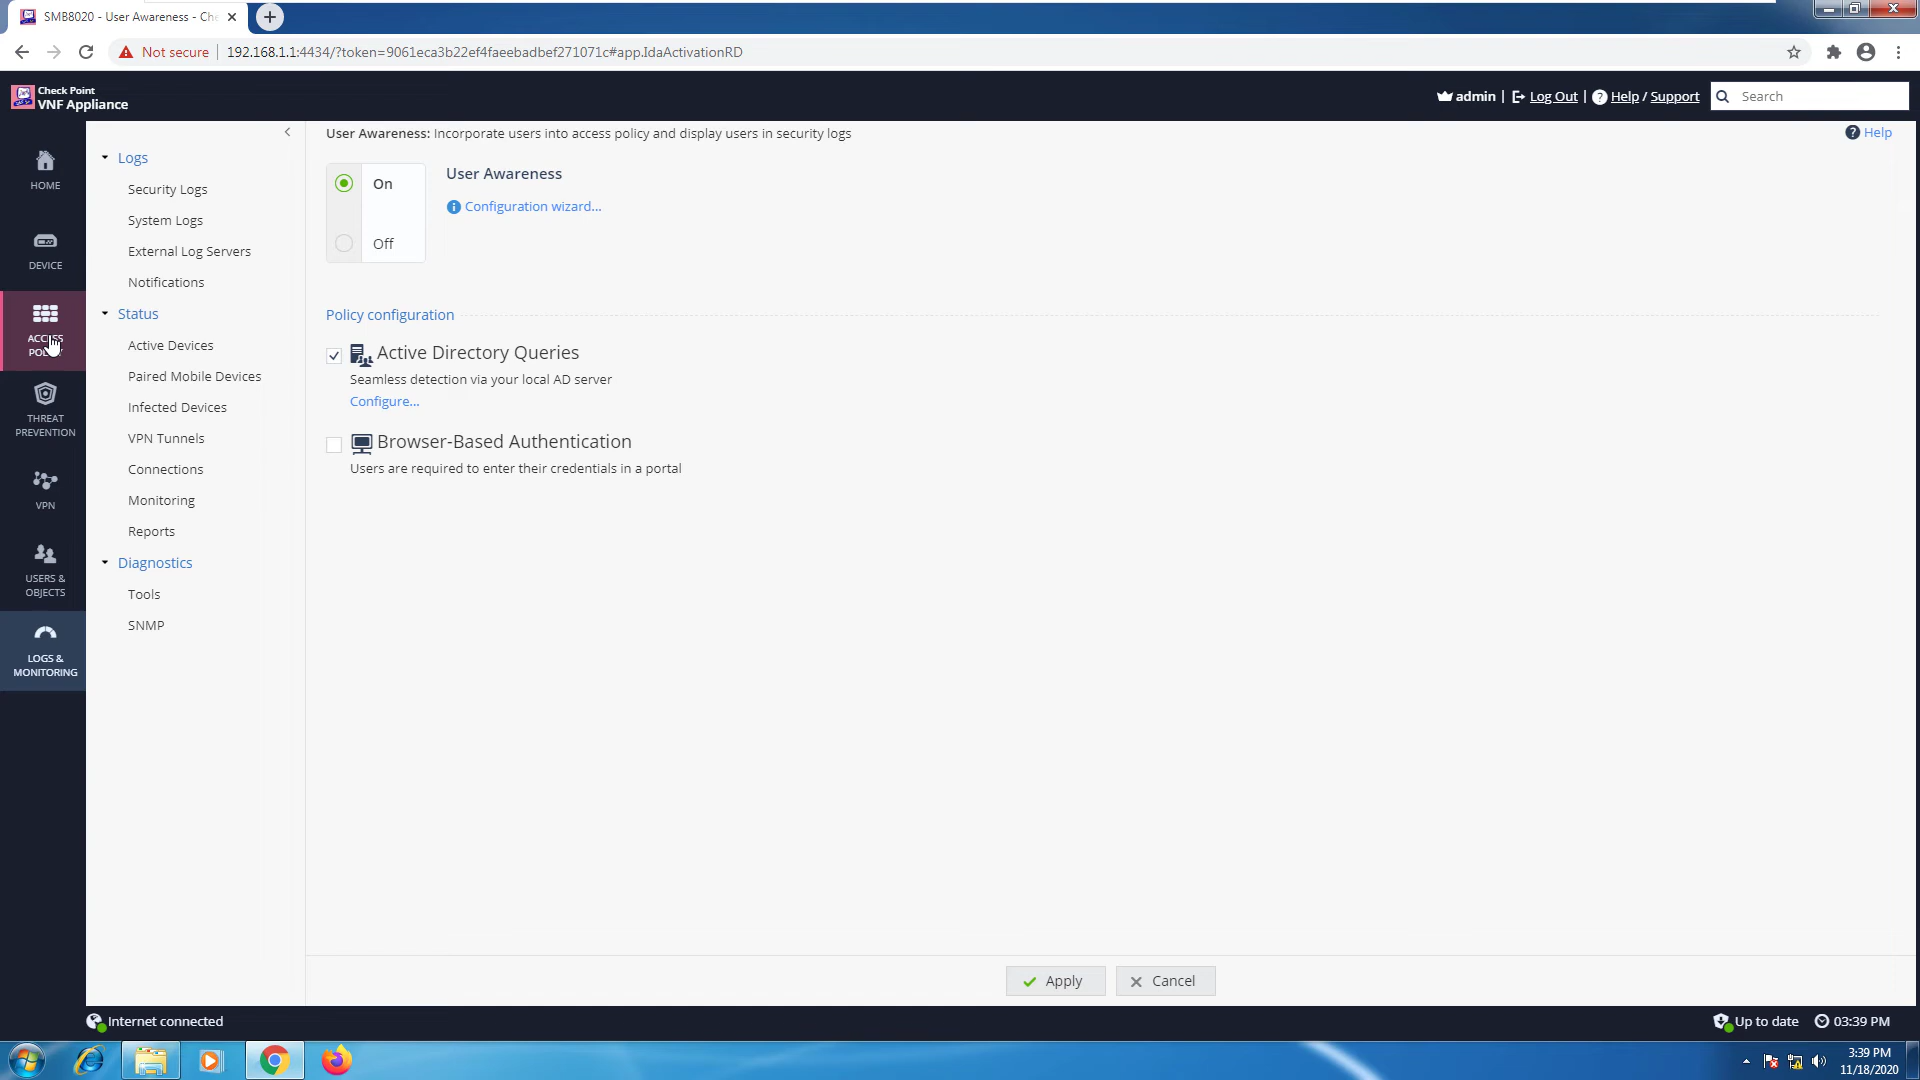 SMB8020 - User Awareness - Che
Not secure
192.168.1.1:4434/?token=9061eca3b22ef4faeebadbef271071c#app.IdaActivationRD
Check Point
VNF Appliance
admin | Log Out | Help / Support
Search
HOME
DEVICE
ACCESS
POLICY
THREAT
PREVENTION
VPN
USERS &
OBJECTS
LOGS &
MONITORING
Logs
Security Logs
System Logs
External Log Servers
Notifications
Status
Active Devices
Paired Mobile Devices
Infected Devices
VPN Tunnels
Connections
Monitoring
Reports
Diagnostics
Tools
SNMP
User Awareness: Incorporate users into access policy and display users in security logs
Help
On
Off
User Awareness
Configuration wizard...
Policy configuration
Active Directory Queries
Seamless detection via your local AD server
Configure...
Browser-Based Authentication
Users are required to enter their credentials in a portal
Apply
Cancel
Internet connected
Up to date
03:39 PM
3:39 PM
11/18/2020